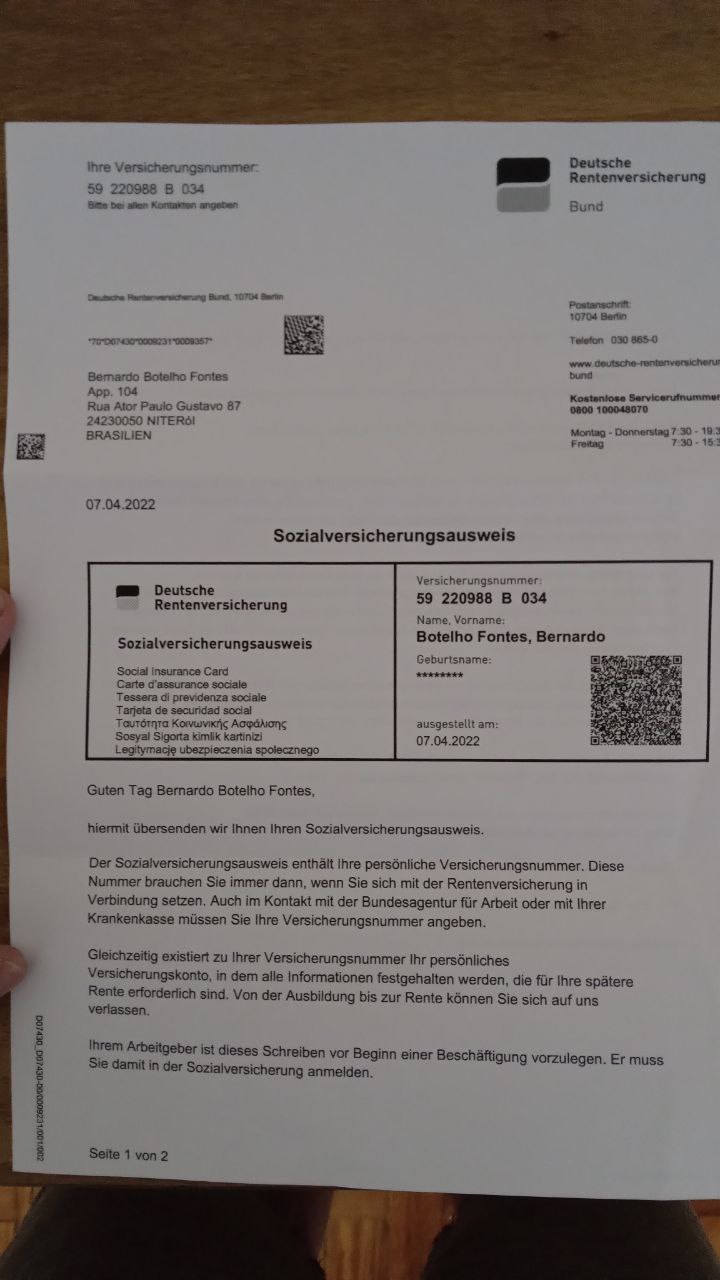 Ihre Versicherungsnummer:
59 220988 B 034
Bitte bei allen Kontakten angeben
Deutsche
Rentenversicherung
Bund
Deutsche Rentenversicherung Bund, 10704 Berlin
*70*D07430*0009231*0009357*
Bernardo Botelho Fontes
App. 104
Rua Ator Paulo Gustavo 87
24230050 NITERóI
BRASILIEN
Postanschrift:
10704 Berlin
Telefon 030 865-0
www.deutsche-rentenversicherun
bund
Kostenlose Servicerufnummer
0800 100048070
Montag - Donnerstag 7:30 - 19:3
Freitag 7:30 - 15:3
07.04.2022
Sozialversicherungsausweis
Deutsche
Rentenversicherung
Sozialversicherungsausweis
Social Insurance Card
Carte d'assurance sociale
Tessera di previdenza sociale
Tarjeta de securidad social
Ταυτότητα Κοινωνικής Ασφάλισης
Sosyal Sigorta kimlik kartinizi
Legitymację ubezpieczenia społecznego
Versicherungsnummer:
59 220988 B 034
Name, Vorname:
Botelho Fontes, Bernardo
Geburtsname:
********
ausgestellt am:
07.04.2022
Guten Tag Bernardo Botelho Fontes,
hiermit übersenden wir Ihnen Ihren Sozialversicherungsausweis.
Der Sozialversicherungsausweis enthält Ihre persönliche Versicherungsnummer. Diese
Nummer brauchen Sie immer dann, wenn Sie sich mit der Rentenversicherung in
Verbindung setzen. Auch im Kontakt mit der Bundesagentur für Arbeit oder mit Ihrer
Krankenkasse müssen Sie Ihre Versicherungsnummer angeben.
Gleichzeitig existiert zu Ihrer Versicherungsnummer Ihr persönliches
Versicherungskonto, in dem alle Informationen festgehalten werden, die für Ihre spätere
Rente erforderlich sind. Von der Ausbildung bis zur Rente können Sie sich auf uns
verlassen.
Ihrem Arbeitgeber ist dieses Schreiben vor Beginn einer Beschäftigung vorzulegen. Er muss
Sie damit in der Sozialversicherung anmelden.
D07430_D07430-00/0009231/001/002
Seite 1 von 2